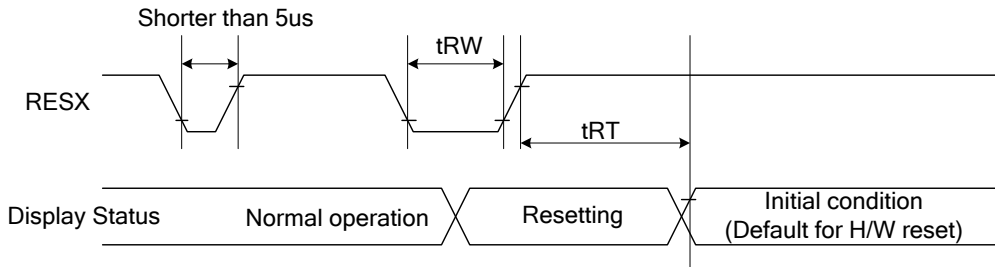 Shorter than 5us
tRW
RESX
tRT
Display Status
Normal operation
Resetting
Initial condition
(Default for H/W reset)